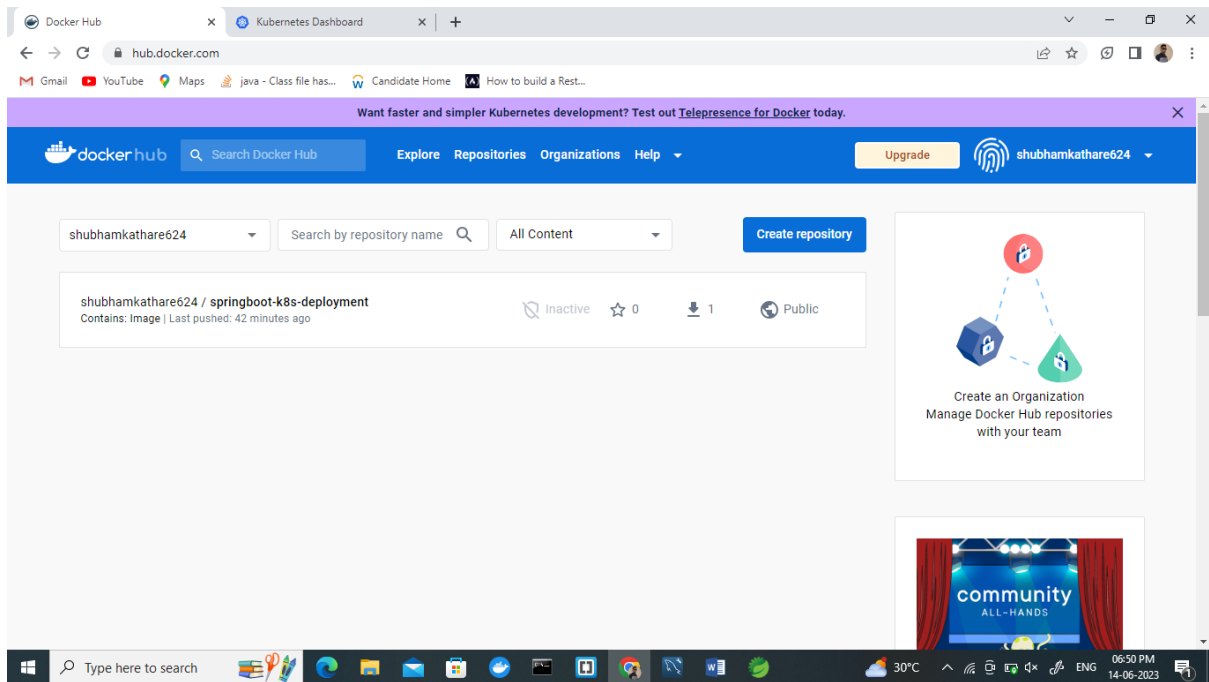 Docker Hub
Kubernetes Dashboard
hub.docker.com
Gmail YouTube Maps java - Class file has... Candidate Home How to build a Rest...
Want faster and simpler Kubernetes development? Test out Telepresence for Docker today.
docker hub Search Docker Hub Explore Repositories Organizations Help Upgrade shubhamkathare624
shubhamkathare624 Search by repository name All Content Create repository
shubhamkathare624 / springboot-k8s-deployment Inactive 0 1 Public
Contains: Image | Last pushed: 42 minutes ago
Create an Organization
Manage Docker Hub repositories
with your team
community
ALL-HANDS
Type here to search 30°C ENG 06:50 PM
14-06-2023
1